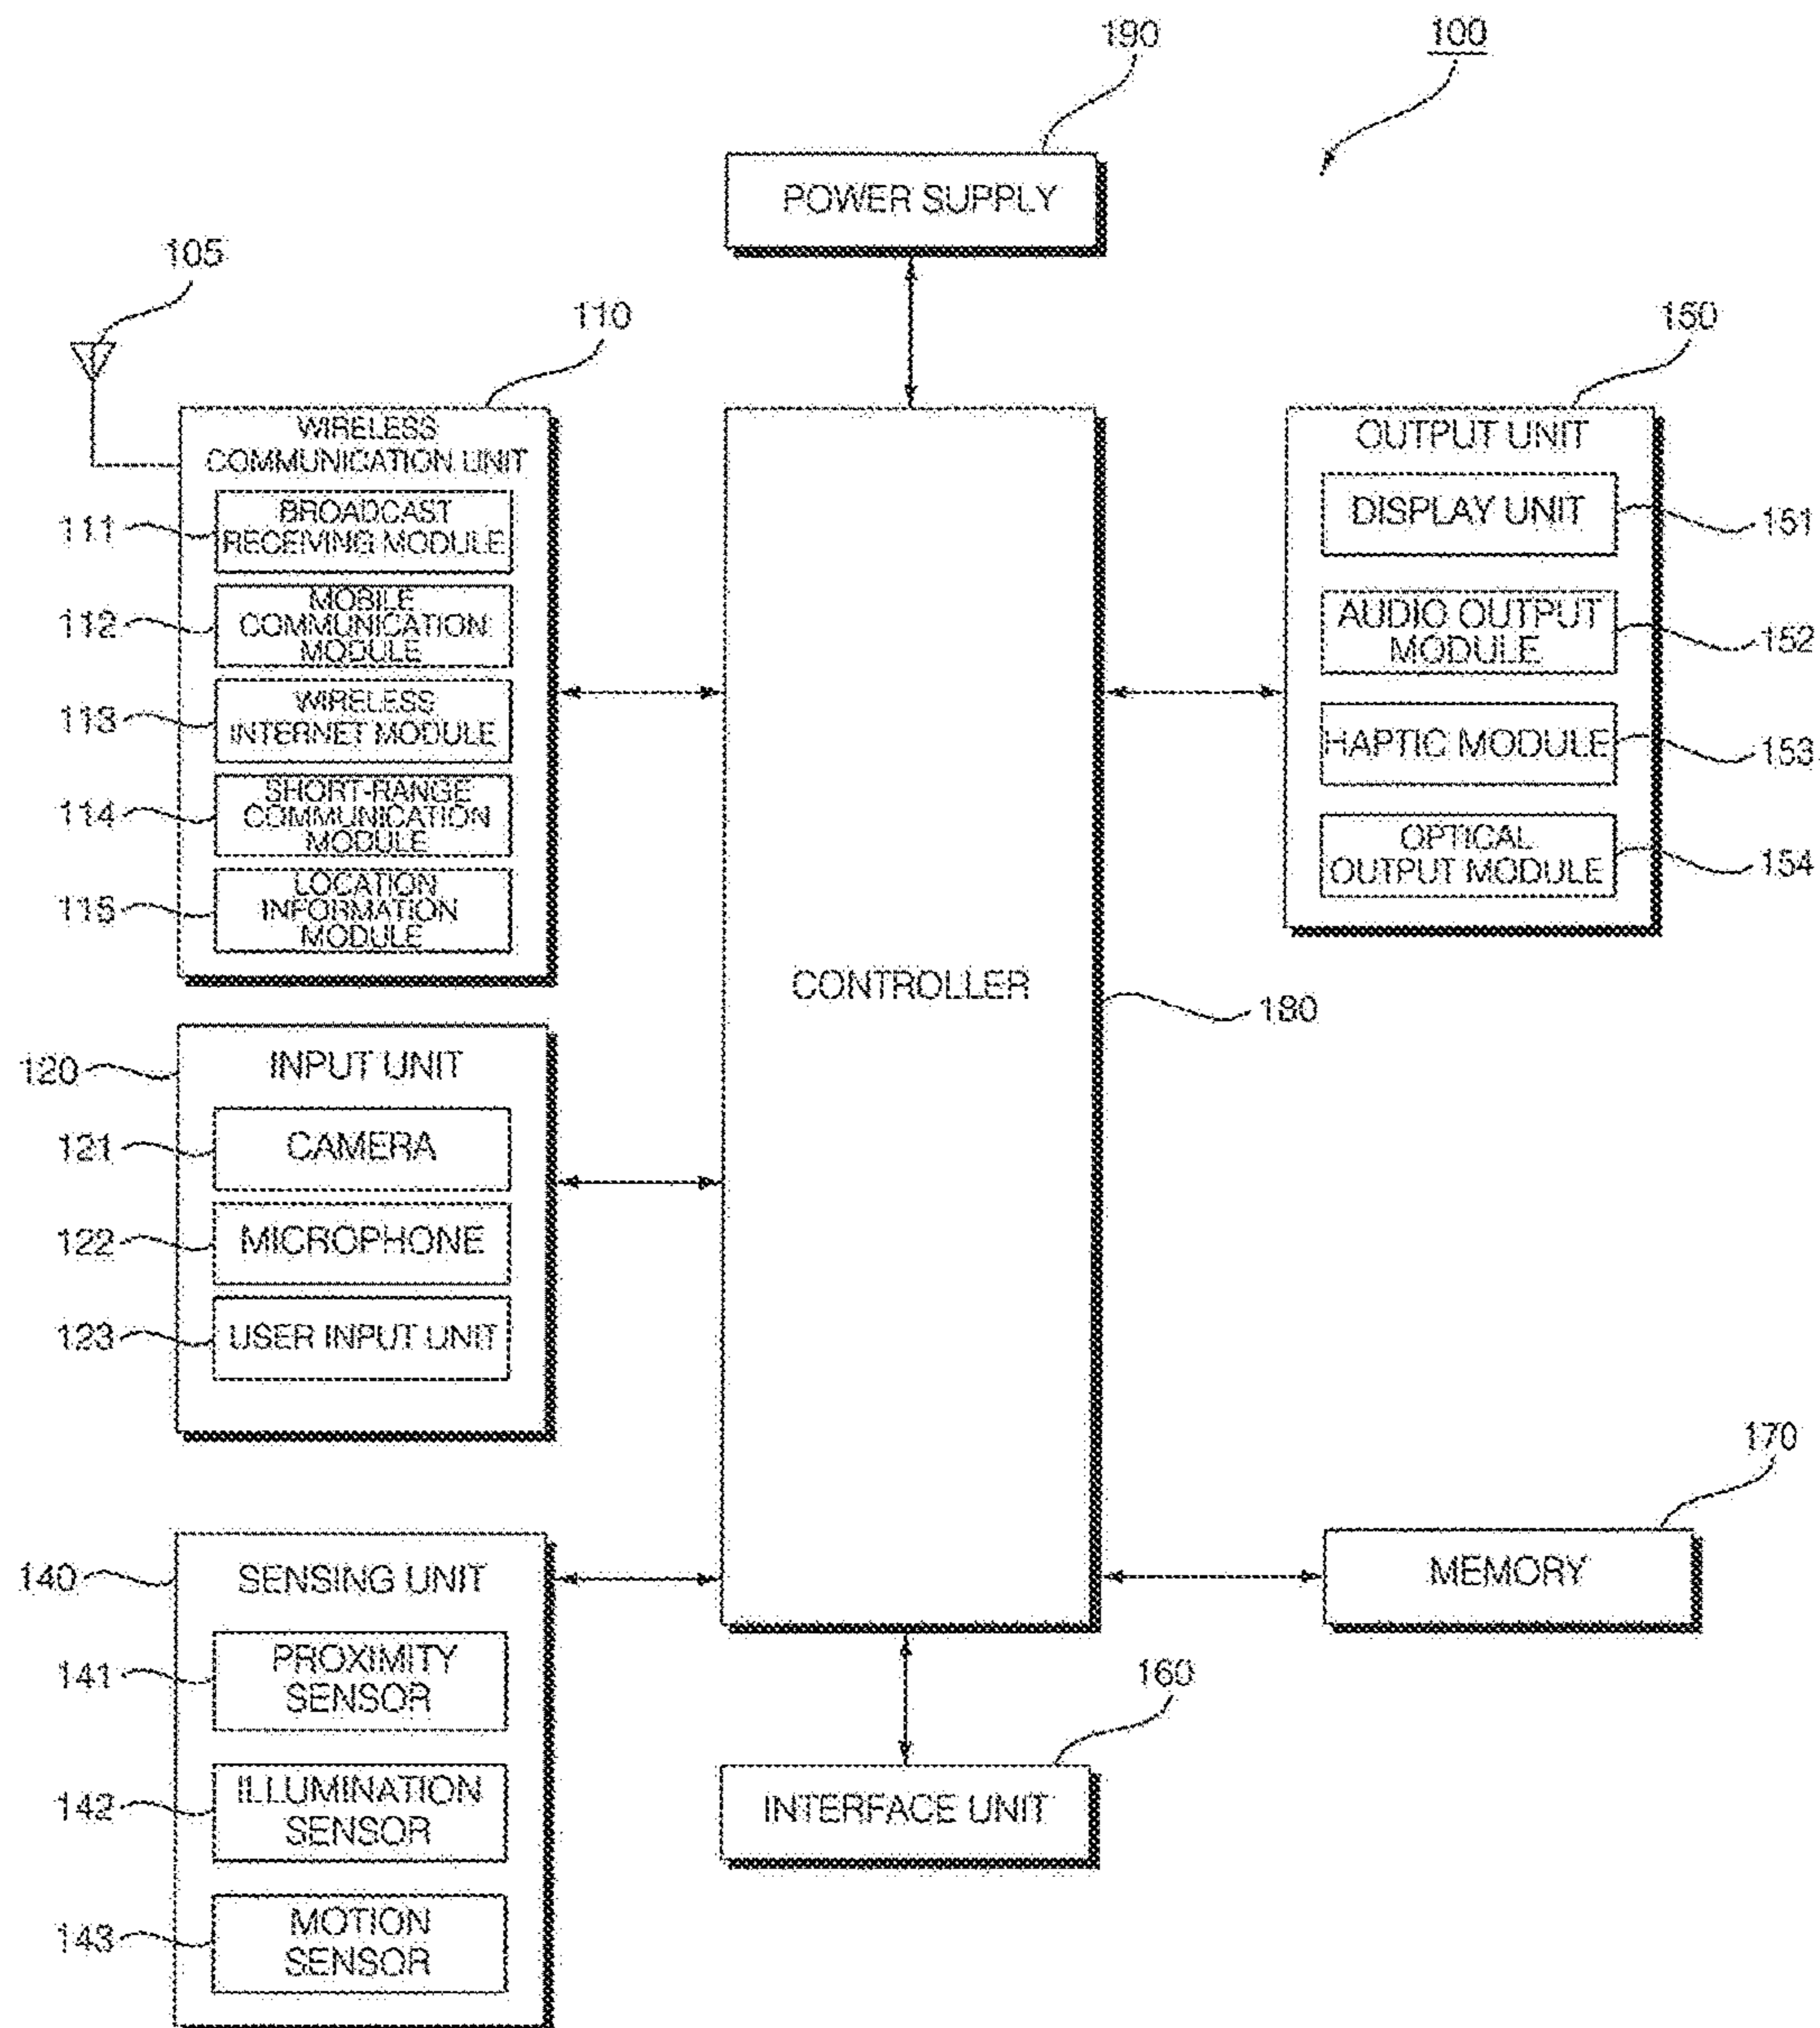 190
100
POWER SUPPLY
105
110
150
WIRELESS
COMMUNICATION UNIT
111
BROADCAST
RECEIVING MODULE
112
MOBILE
COMMUNICATION
MODULE
113
WIRELESS
INTERNET MODULE
114
SHORT-RANGE
COMMUNICATION
MODULE
115
LOCATION
INFORMATION
MODULE
OUTPUT UNIT
DISPLAY UNIT
151
AUDIO OUTPUT
MODULE
152
HAPTIC MODULE
153
OPTICAL
OUTPUT MODULE
154
CONTROLLER
180
120
INPUT UNIT
121
CAMERA
122
MICROPHONE
123
USER INPUT UNIT
170
MEMORY
140
SENSING UNIT
141
PROXIMITY
SENSOR
142
ILLUMINATION
SENSOR
143
MOTION
SENSOR
160
INTERFACE UNIT